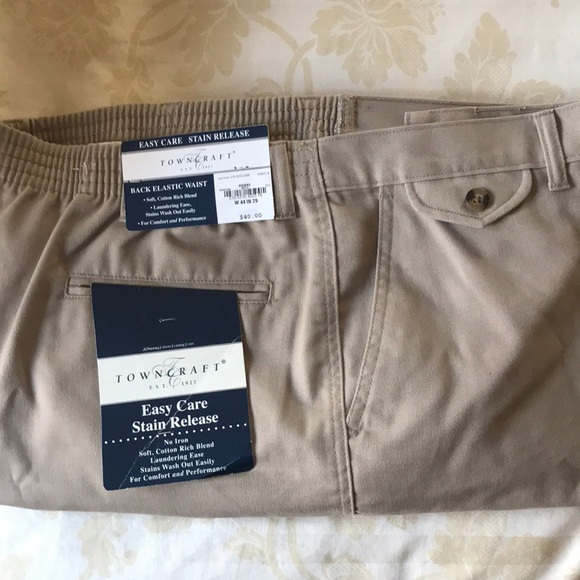 EASY CARE STAIN RELEASE
TOWNCRAFT®
EST. 1927
BACK ELASTIC WAIST
• Soft, Cotton Rich Blend
• Laundering Ease,
Stains Wash Out Easily
• For Comfort and Performance
W 44 IN 29
$40.00
TOWNCRAFT®
EST. 1927
Easy Care
Stain Release
No Iron
Soft, Cotton Rich Blend
Laundering Ease
Stains Wash Out Easily
For Comfort and Performance